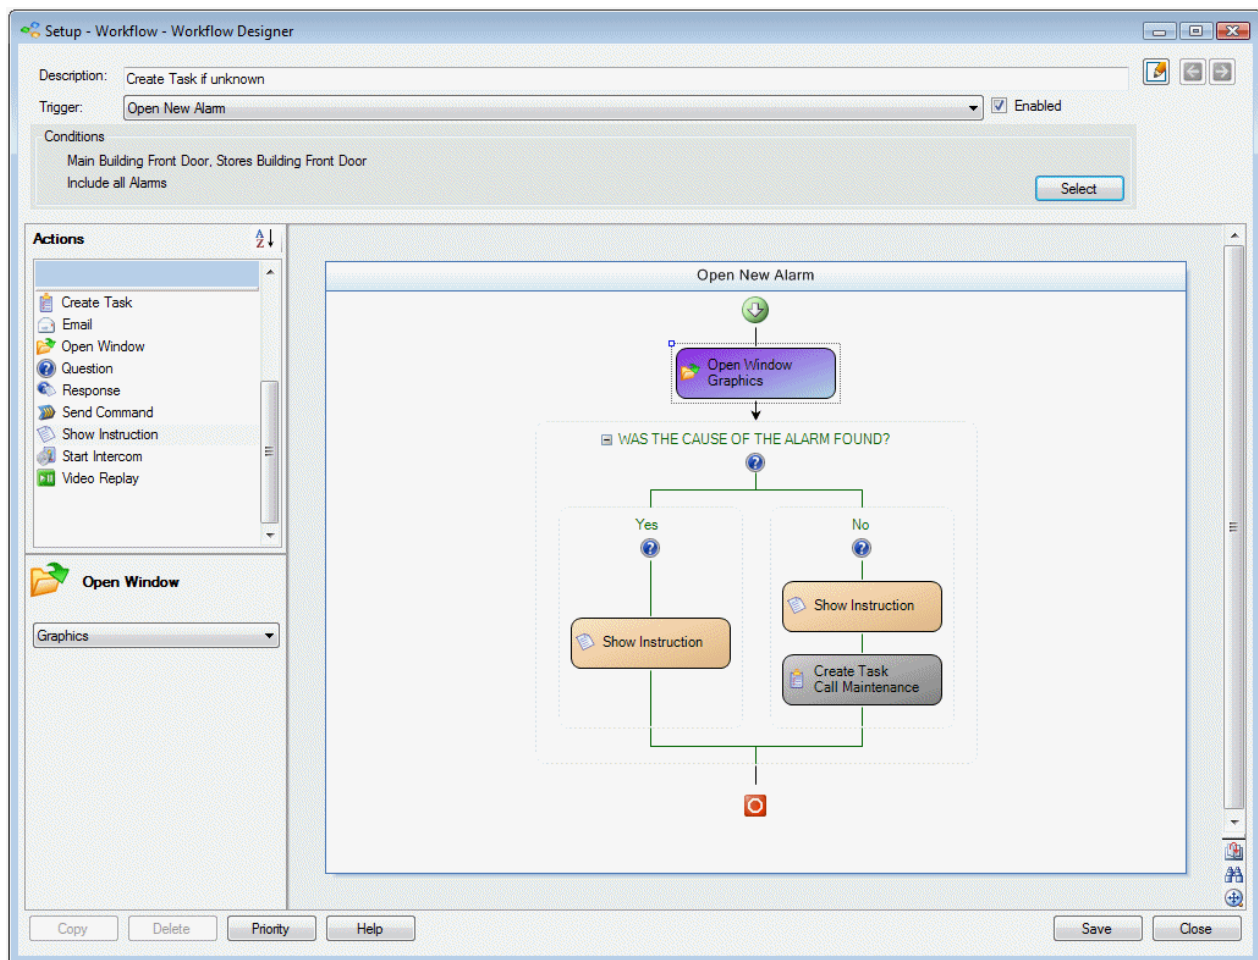 Setup - Workflow - Workflow Designer
Description: Create Task if unknown
Trigger: Open New Alarm Enabled
Conditions
Main Building Front Door, Stores Building Front Door
Include all Alarms
Select
Actions
Create Task
Email
Open Window
Question
Response
Send Command
Show Instruction
Start Intercom
Video Replay
Open Window
Graphics
Open New Alarm
Open Window
Graphics
WAS THE CAUSE OF THE ALARM FOUND?
Yes No
Show Instruction
Show Instruction
Create Task
Call Maintenance
Copy Delete Priority Help Save Close